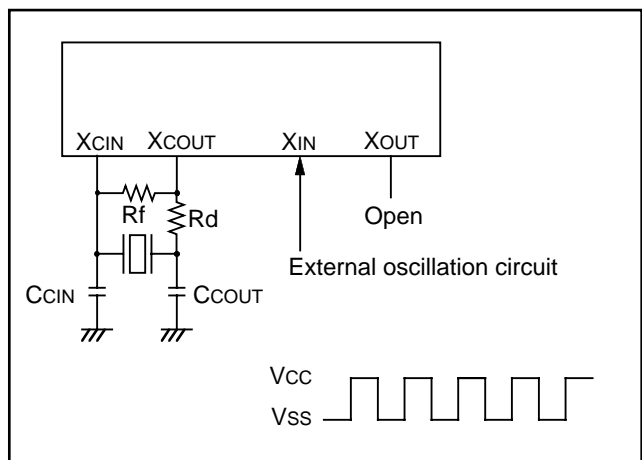 XCIN XCOUT XIN XOUT
Rf
Rd
Open
External oscillation circuit
CCIN
CCOUT
VCC
VSS